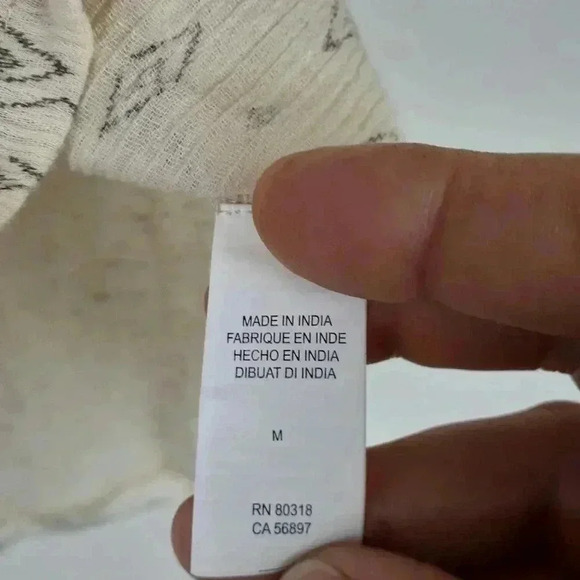 MADE IN INDIA
FABRIQUE EN INDE
HECHO EN INDIA
DIBUAT DI INDIA
M
RN 80318
CA 56897